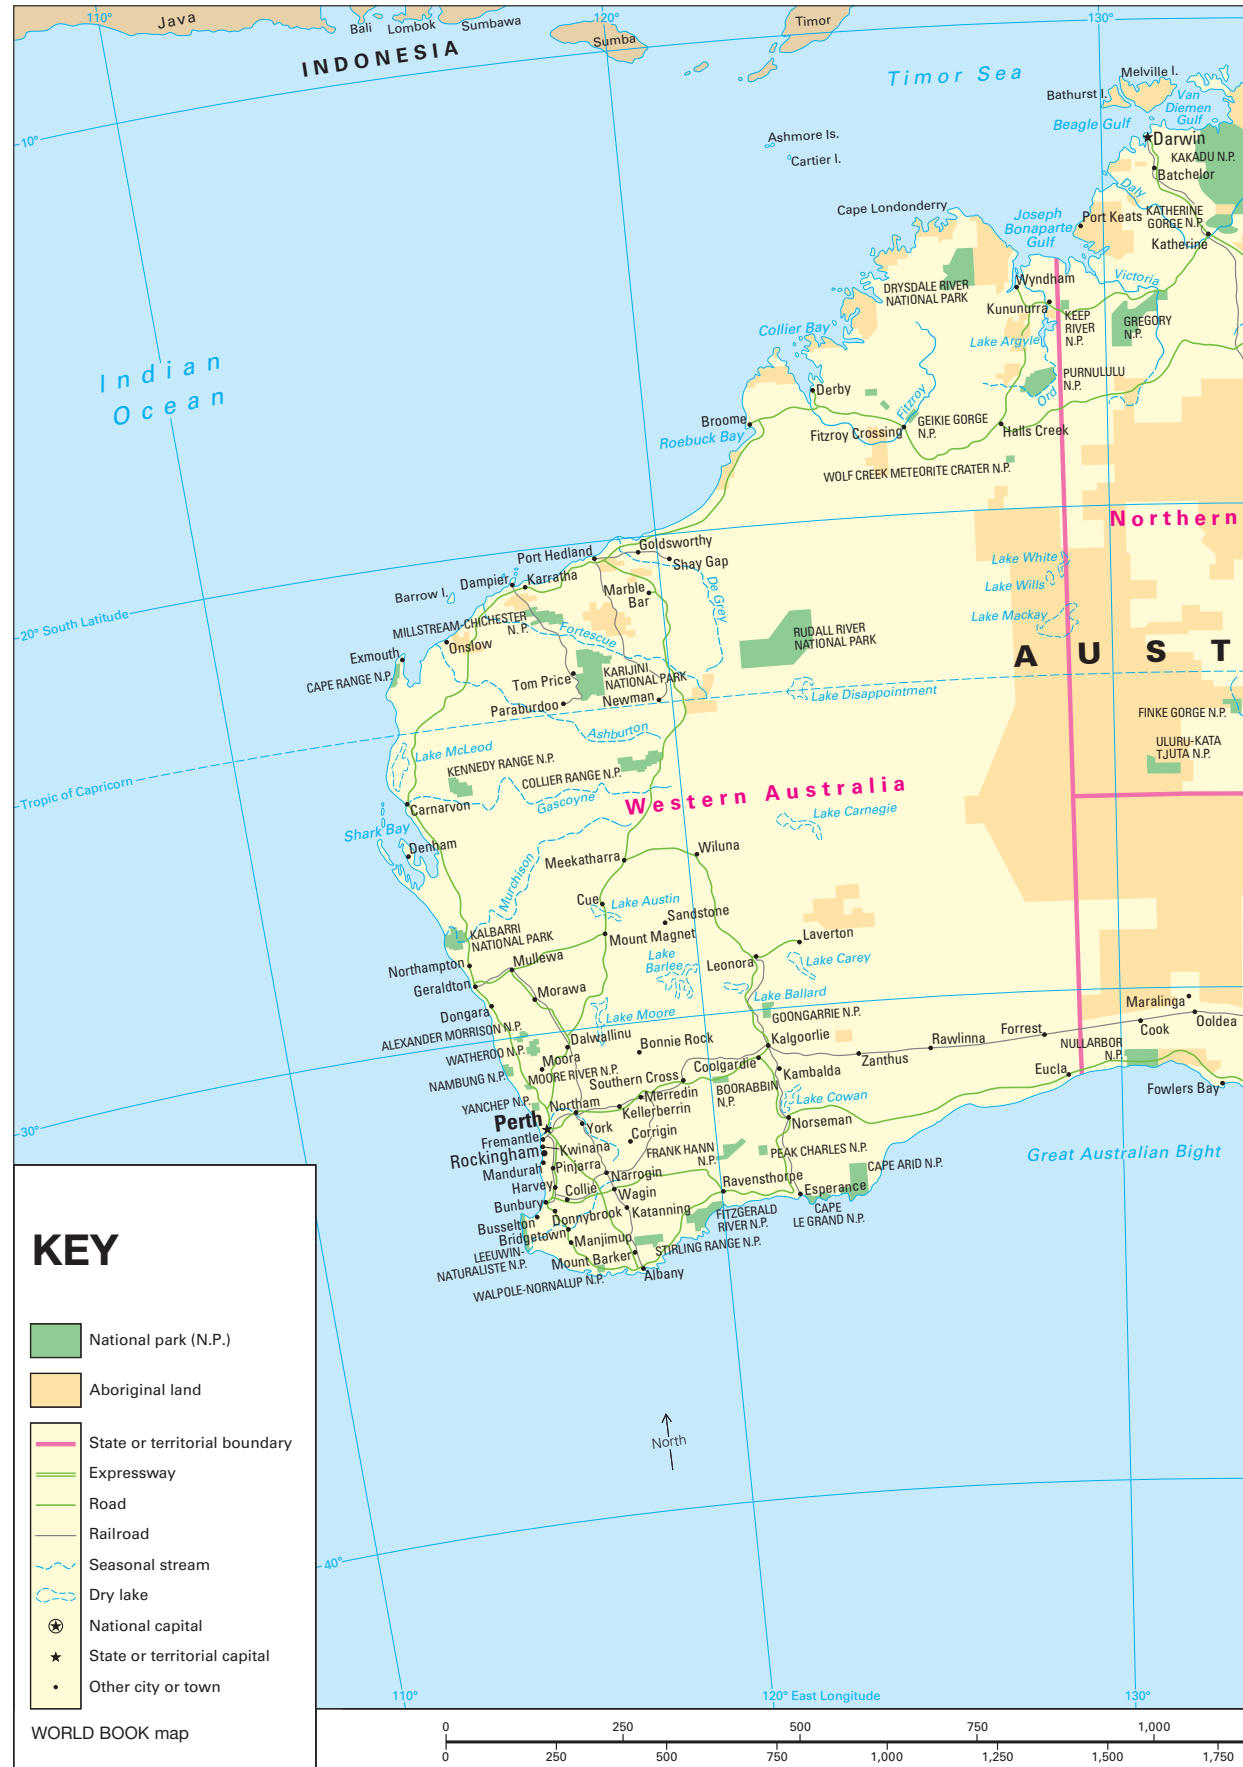 110°
120°
130°
Java
Bali
Lombok
Sumbawa
Sumba
Timor
INDONESIA
Timor Sea
Melville I.
Bathurst I.
Van
Diemen
Gulf
Beagle Gulf
10°
Ashmore Is.
Cartier I.
Darwin
KAKADU N.P.
Batchelor
Daly
Cape Londonderry
Joseph
Bonaparte
Gulf
Port Keats
KATHERINE
GORGE N.P.
Katherine
DRYSDALE RIVER
NATIONAL PARK
Wyndham
Victoria
Kununurra
KEEP
RIVER
N.P.
GREGORY
N.P.
Collier Bay
Lake Argyle
Indian
Ocean
PURNULULU
N.P.
Derby
Ord
Fitzroy
Broome
Roebuck Bay
Fitzroy Crossing
GEIKIE GORGE
N.P.
Halls Creek
WOLF CREEK METEORITE CRATER N.P.
Northern
Port Hedland
Goldsworthy
Shay Gap
Lake White
Lake Wills
Lake Mackay
Dampier
Karratha
Barrow I.
Marble
Bar
De Grey
20° South Latitude
MILLSTREAM-CHICHESTER
N. P.
Fortescue
RUDALL RIVER
NATIONAL PARK
Onslow
Exmouth
CAPE RANGE N.P.
AUST
Tom Price
KARIJINI
NATIONAL PARK
Paraburdoo
Newman
Lake Disappointment
FINKE GORGE N.P.
Ashburton
ULURU-KATA
TJUTA N.P.
Lake McLeod
KENNEDY RANGE N.P.
COLLIER RANGE N.P.
Tropic of Capricorn
Carnarvon
Gascoyne
Western Australia
Lake Carnegie
Shark Bay
Denham
Meekatharra
Wiluna
Murchison
Cue
Lake Austin
Sandstone
KALBARRI
NATIONAL PARK
Mount Magnet
Laverton
Northampton
Mullewa
Lake
Barlee
Leonora
Lake Carey
Geraldton
Morawa
Lake Ballard
Dongara
Lake Moore
GOONGARRIE N.P.
Maralinga
Ooldea
ALEXANDER MORRISON N.P.
Dalwallinu
Bonnie Rock
Kalgoorlie
Rawlinna
Forrest
Cook
WATHEROO N.P.
Moora
Coolgardie
Zanthus
NULLARBOR
N.P.
NAMBUNG N.P.
MOORE RIVER N.P.
Southern Cross
Kambalda
Eucla
BOORABBIN
N.P.
Fowlers Bay
YANCHEP N.P.
Northam
Merredin
Kellerberrin
Lake Cowan
Perth
York
Norseman
30°
Fremantle
Corrigin
Rockingham
Kwinana
FRANK HANN
N.P.
PEAK CHARLES N.P.
Great Australian Bight
Mandurah
Pinjarra
Narrogin
CAPE ARID N.P.
Harvey
Collie
Wagin
Ravensthorpe
Esperance
Bunbury
Donnybrook
Katanning
FITZGERALD
RIVER N.P.
CAPE
LE GRAND N.P.
Busselton
Bridgetown
Manjimup
STIRLING RANGE N.P.
LEEUWIN-
NATURALISTE N.P.
Mount Barker
Albany
WALPOLE-NORNALUP N.P.
KEY
National park (N.P.)
Aboriginal land
State or territorial boundary
Expressway
Road
Railroad
Seasonal stream
Dry lake
National capital
State or territorial capital
Other city or town
WORLD BOOK map
North
40°
110°
120° East Longitude
130°
0 250 500 750 1,000
0 250 500 750 1,000 1,250 1,500 1,750